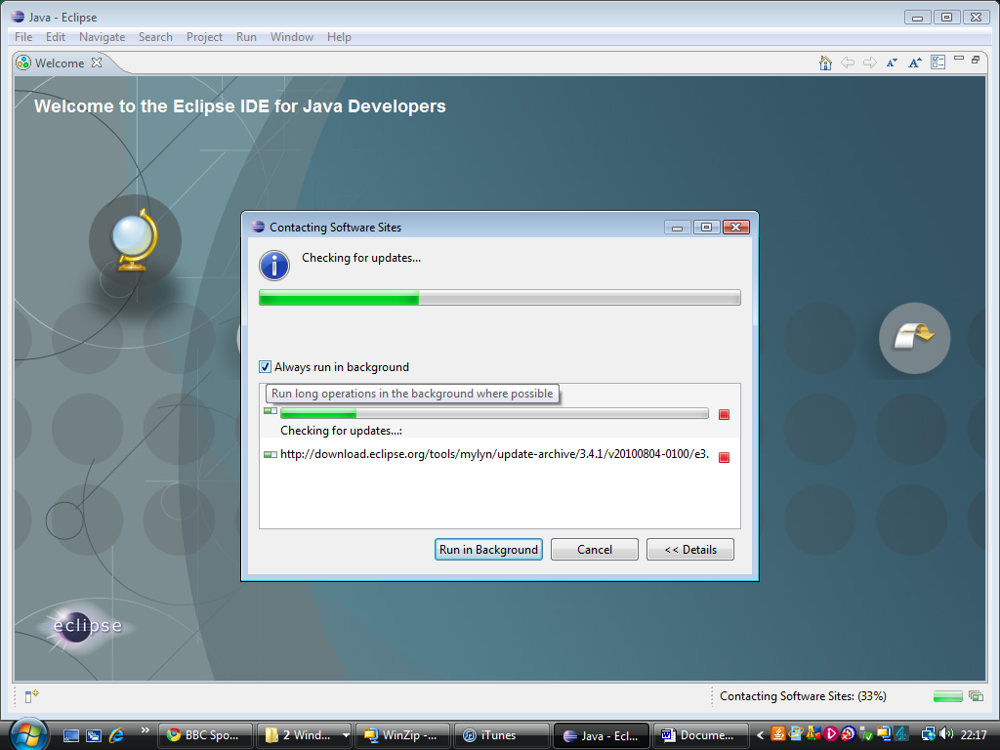 Java - Eclipse
File Edit Navigate Search Project Run Window Help
Welcome
Welcome to the Eclipse IDE for Java Developers
Contacting Software Sites
Checking for updates...
Always run in background
Run long operations in the background where possible
Checking for updates...:
http://download.eclipse.org/tools/mylyn/update-archive/3.4.1/v20100804-0100/e3.
Run in Background Cancel << Details
eclipse
Contacting Software Sites: (33%)
BBC Spo... 2 Wind... WinZip -... iTunes Java - Ecl... Docume... 22:17